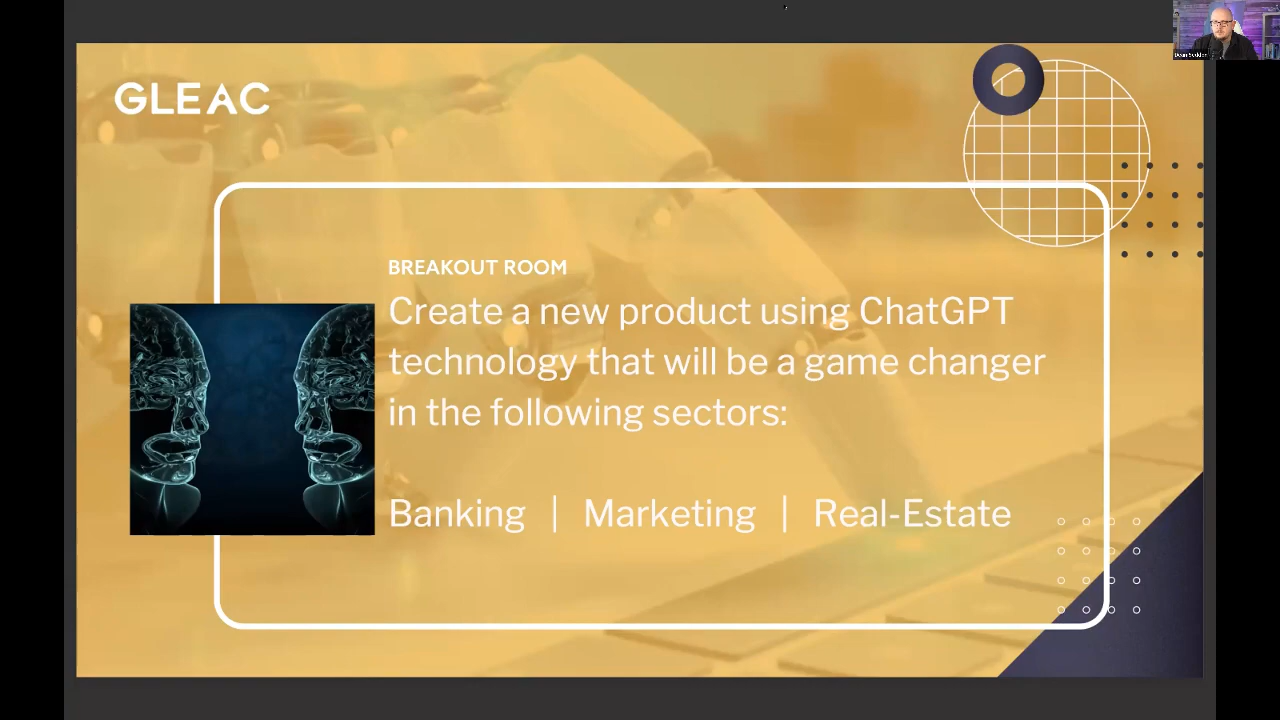 GLEAC
BREAKOUT ROOM
Create a new product using ChatGPT
technology that will be a game changer
in the following sectors:
Banking | Marketing | Real-Estate